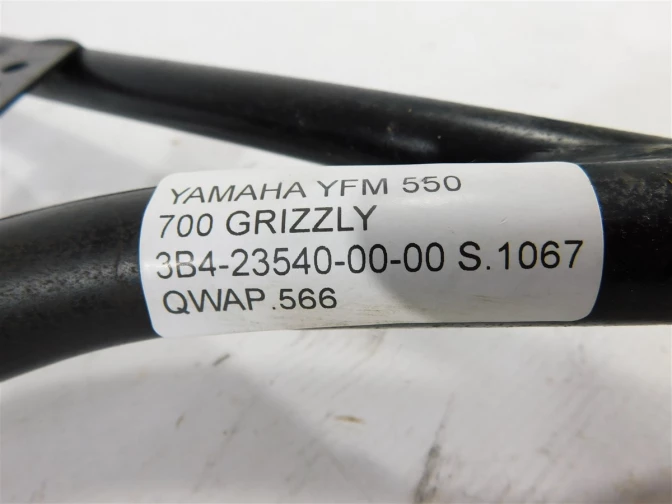 YAMAHA YFM 550
700 GRIZZLY
3B4-23540-00-00 S.1067
QWAP.566